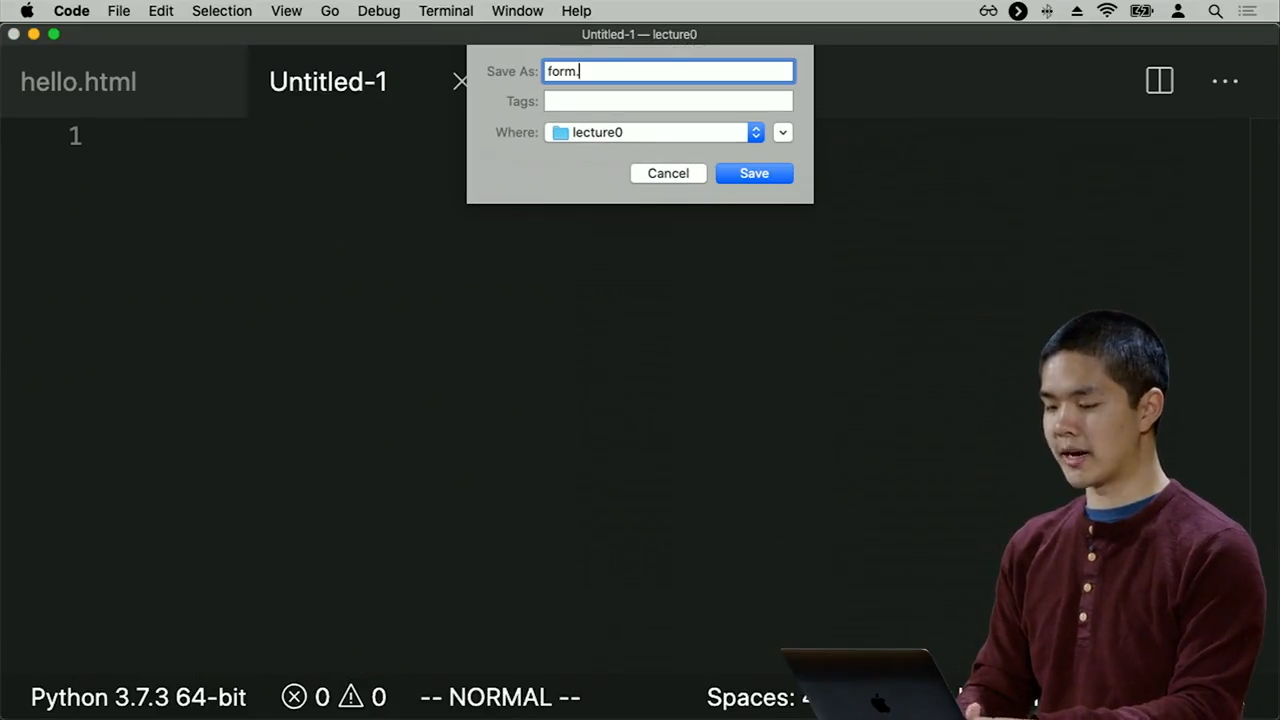 Code File Edit Selection View Go Debug Terminal Window Help
Untitled-1 — lecture0
hello.html Untitled-1
Save As: form.
Tags:
Where: lecture0
Cancel Save
1
Python 3.7.3 64-bit 0 0 -- NORMAL -- Spaces: